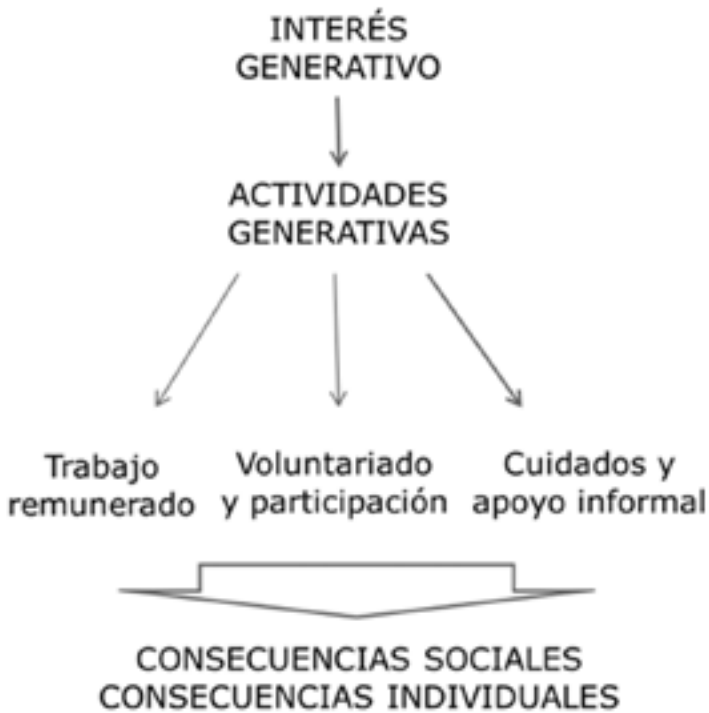 INTERÉS
GENERATIVO
ACTIVIDADES
GENERATIVAS
Trabajo
remunerado
Voluntariado
y participación
Cuidados y
apoyo informal
CONSECUENCIAS SOCIALES
CONSECUENCIAS INDIVIDUALES